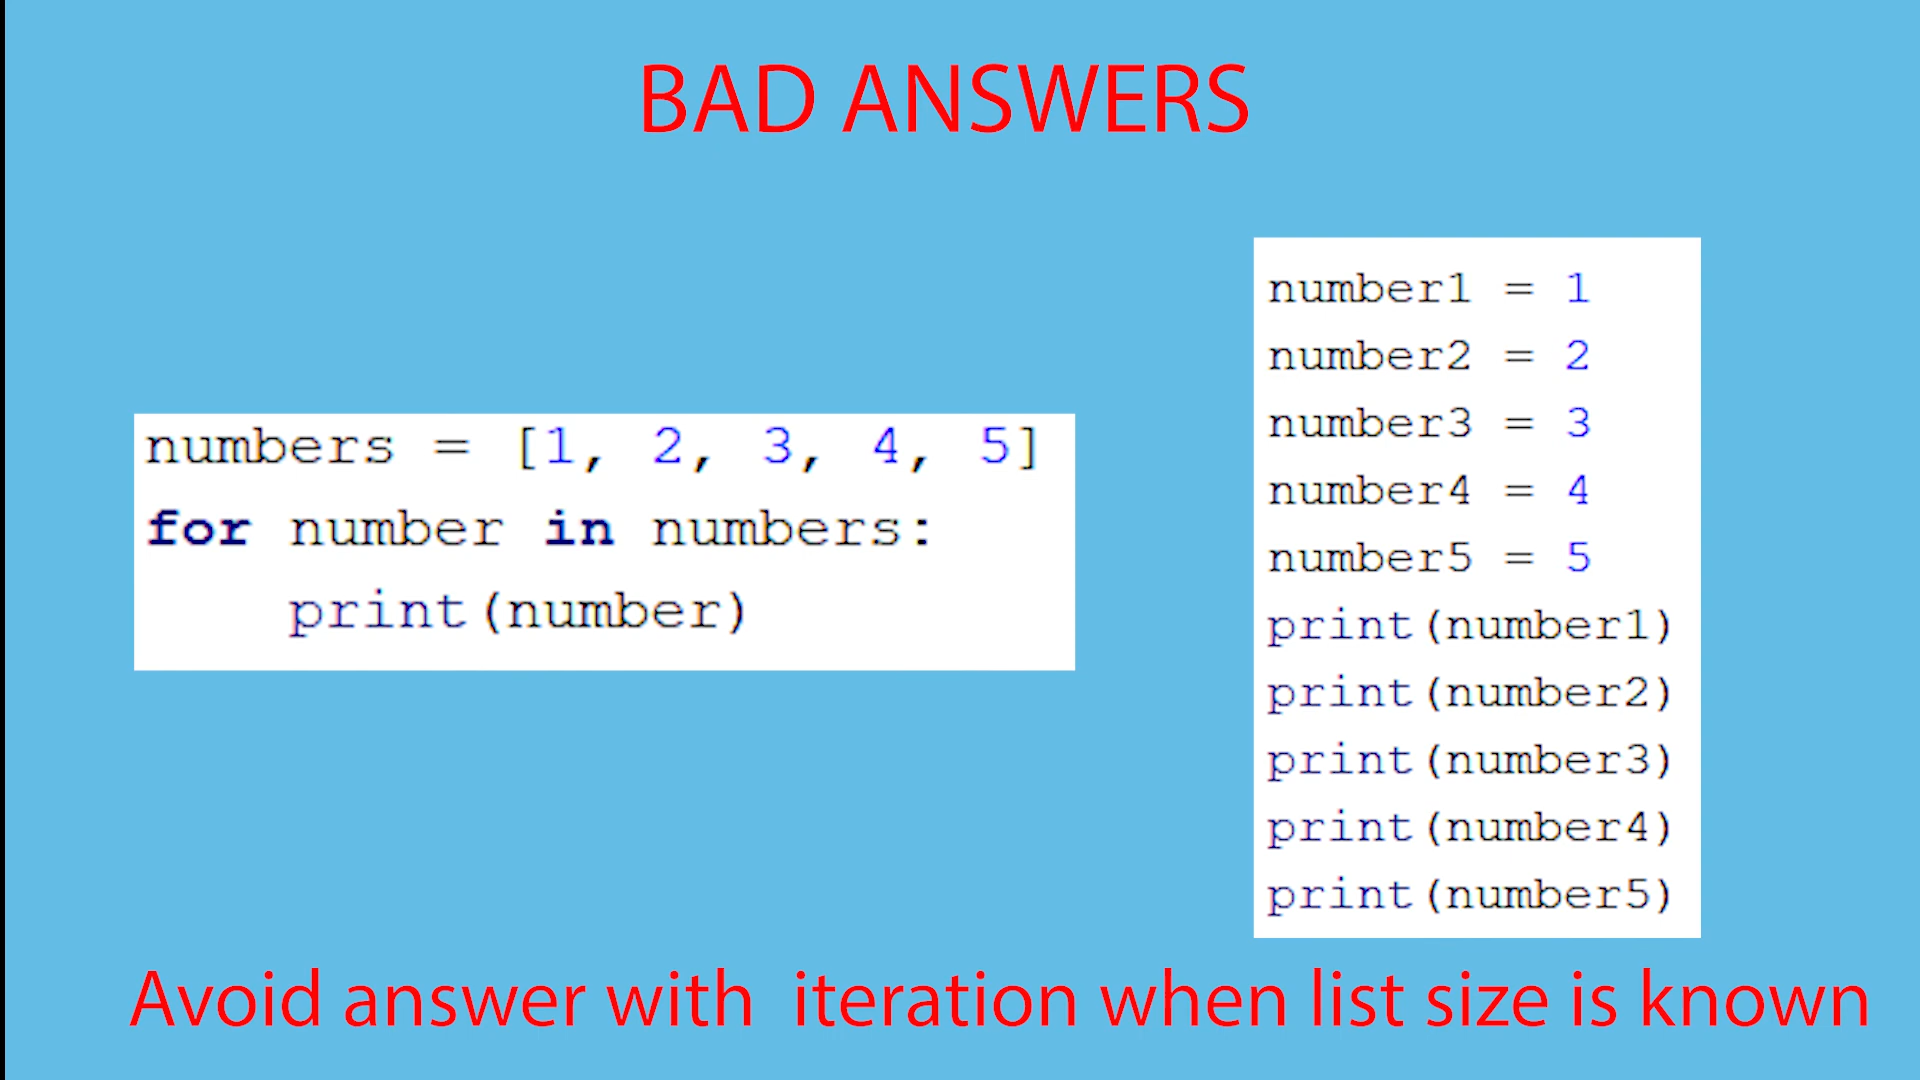 BAD ANSWERS
numbers = [1, 2, 3, 4, 5]
for number in numbers:
    print(number)
number1 = 1
number2 = 2
number3 = 3
number4 = 4
number5 = 5
print(number1)
print(number2)
print(number3)
print(number4)
print(number5)
Avoid answer with  iteration when list size is known